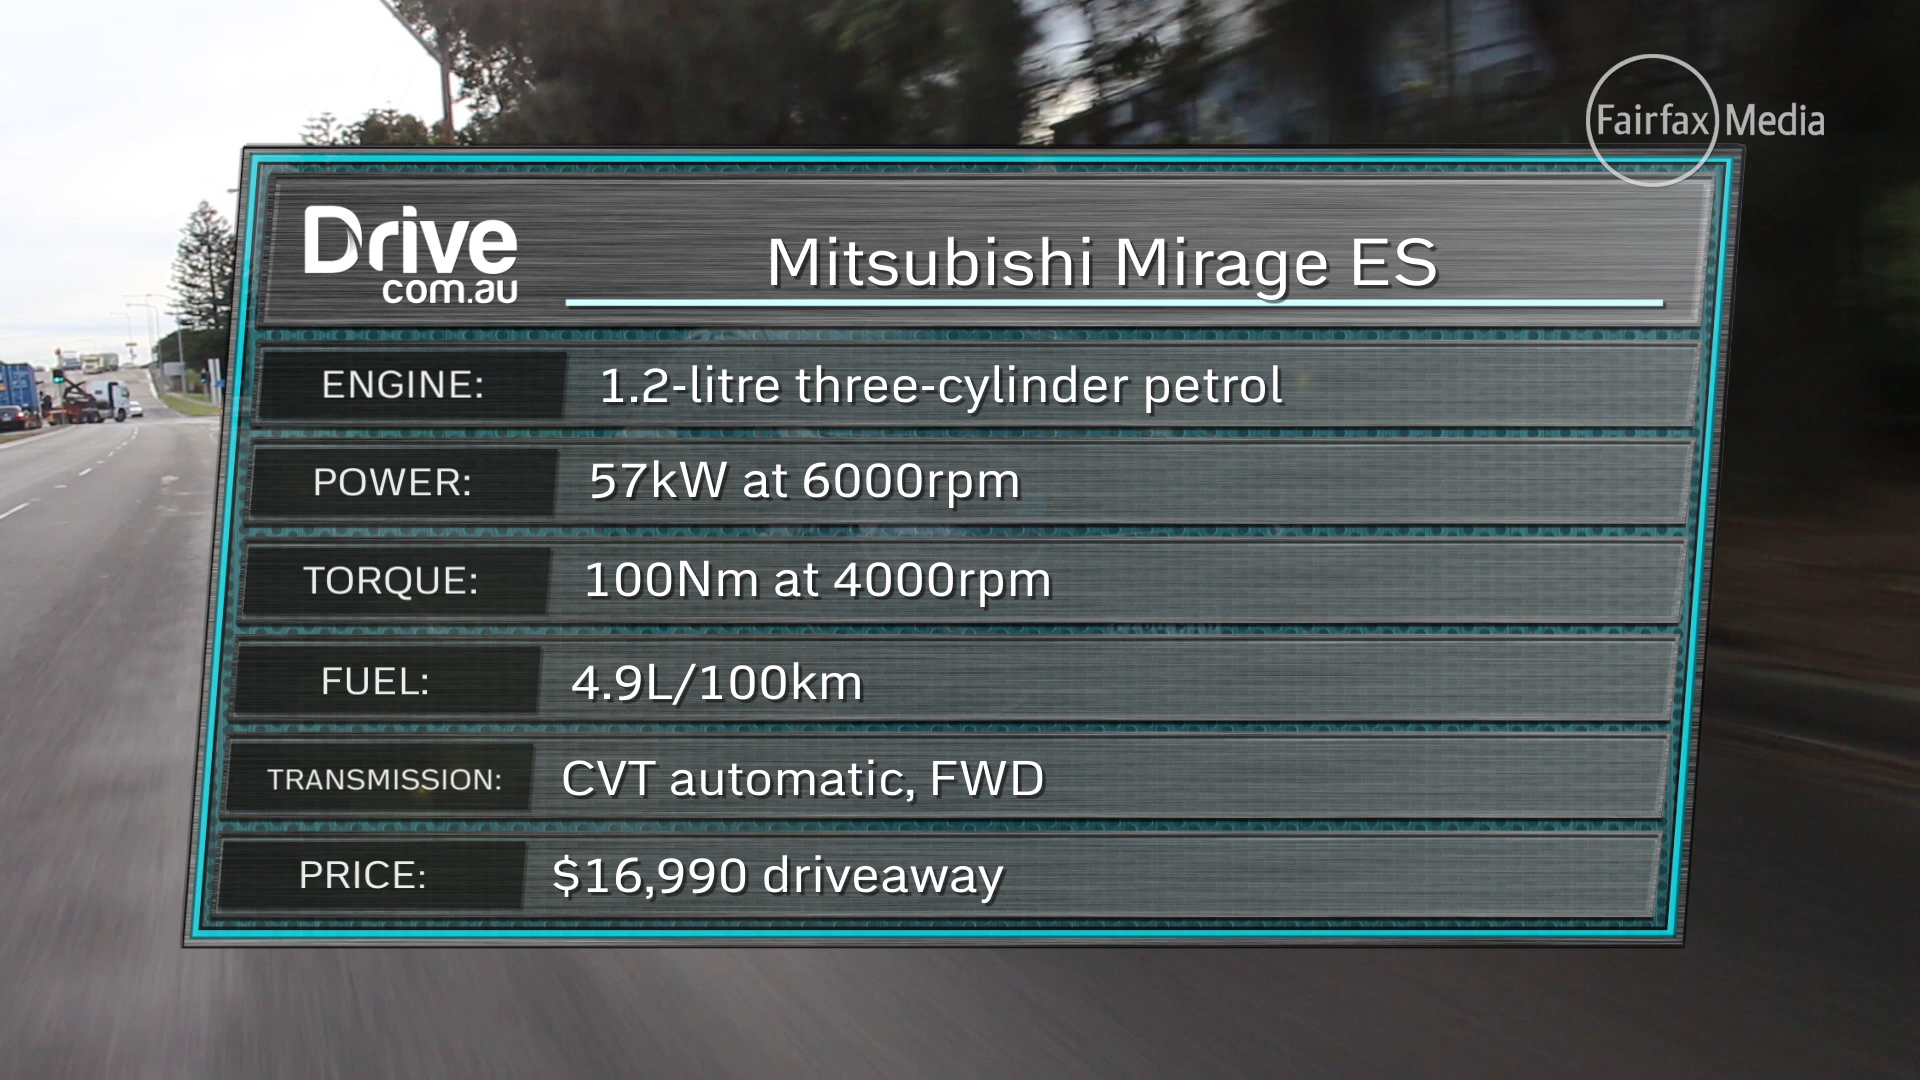 Fairfax Media
Drive
com.au
Mitsubishi Mirage ES
ENGINE: 1.2-litre three-cylinder petrol
POWER: 57kW at 6000rpm
TORQUE: 100Nm at 4000rpm
FUEL: 4.9L/100km
TRANSMISSION: CVT automatic, FWD
PRICE: $16,990 driveaway